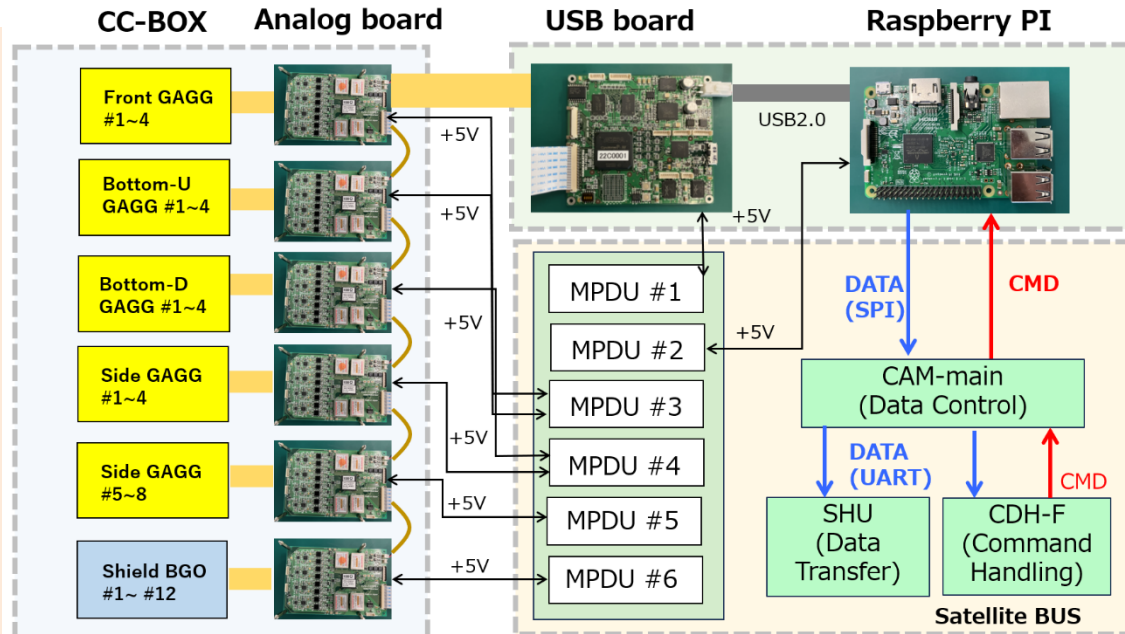 CC-BOX
Analog board
USB board
Raspberry PI
Front GAGG
#1~4
Bottom-U
GAGG #1~4
Bottom-D
GAGG #1~4
Side GAGG
#1~4
Side GAGG
#5~8
Shield BGO
#1~ #12
+5V
+5V
+5V
+5V
+5V
+5V
22C0001
USB2.0
+5V
+5V
MPDU #1
MPDU #2
MPDU #3
MPDU #4
MPDU #5
MPDU #6
DATA
(SPI)
CMD
CAM-main
(Data Control)
DATA
(UART)
CMD
SHU
(Data
Transfer)
CDH-F
(Command
Handling)
Satellite BUS